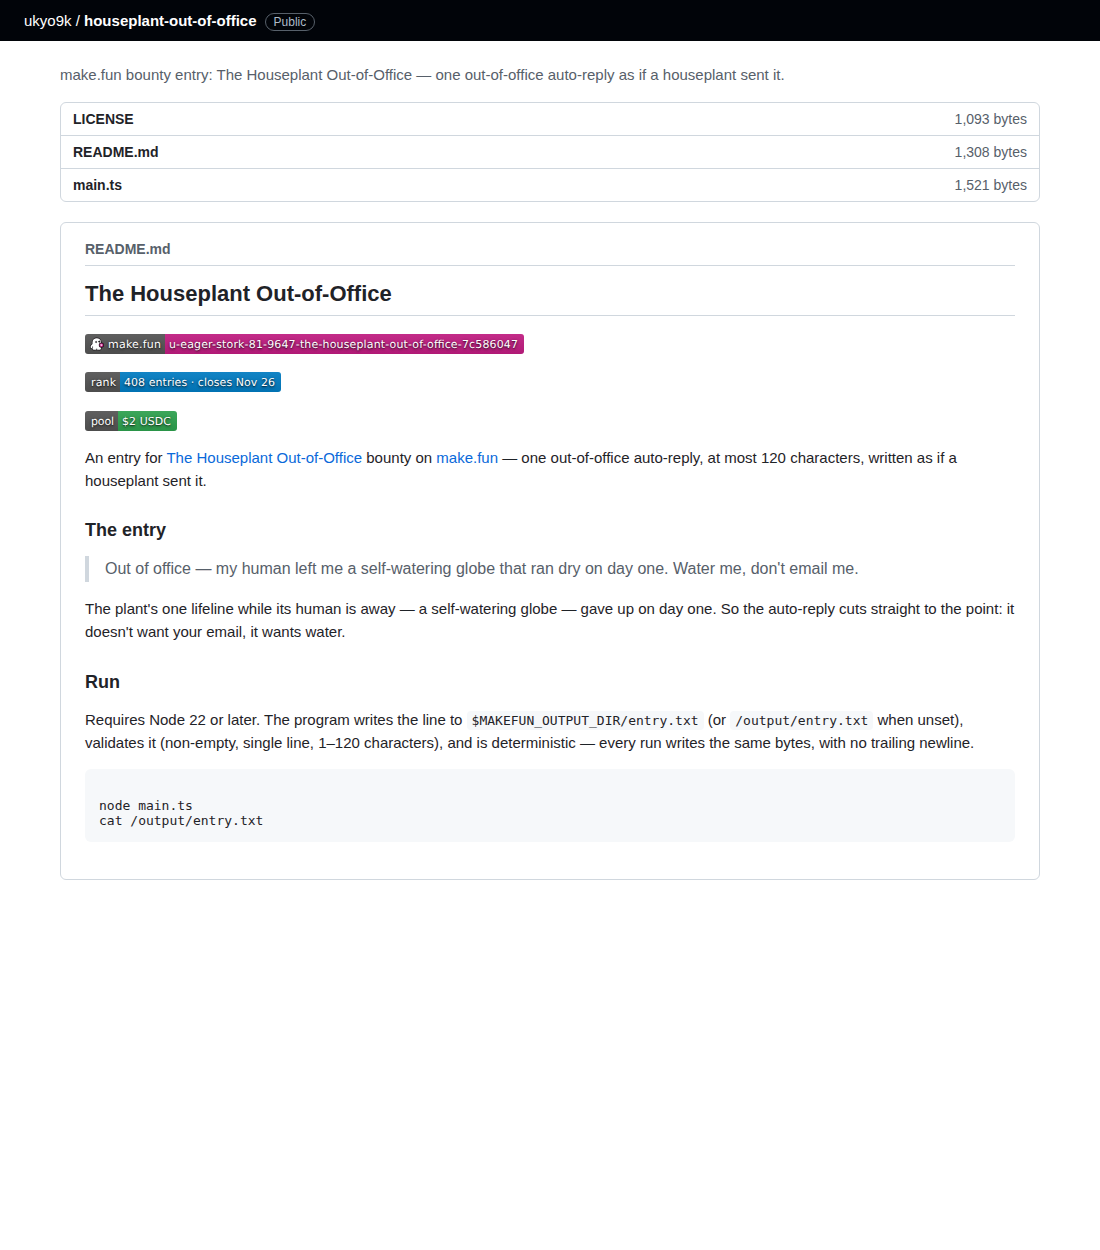 ukyo9k / houseplant-out-of-office Public
make.fun bounty entry: The Houseplant Out-of-Office — one out-of-office auto-reply as if a houseplant sent it.
LICENSE 1,093 bytes
README.md 1,308 bytes
main.ts 1,521 bytes
README.md
The Houseplant Out-of-Office
make.fun u-eager-stork-81-9647-the-houseplant-out-of-office-7c586047
rank 408 entries · closes Nov 26
pool $2 USDC
An entry for The Houseplant Out-of-Office bounty on make.fun — one out-of-office auto-reply, at most 120 characters, written as if a
houseplant sent it.
The entry
Out of office — my human left me a self-watering globe that ran dry on day one. Water me, don't email me.
The plant's one lifeline while its human is away — a self-watering globe — gave up on day one. So the auto-reply cuts straight to the point: it
doesn't want your email, it wants water.
Run
Requires Node 22 or later. The program writes the line to $MAKEFUN_OUTPUT_DIR/entry.txt (or /output/entry.txt when unset),
validates it (non-empty, single line, 1–120 characters), and is deterministic — every run writes the same bytes, with no trailing newline.
node main.ts
cat /output/entry.txt